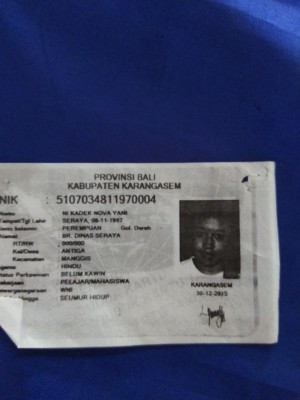 PROVINSI BALI
KABUPATEN KARANGASEM
NIK : 5107034811970004
Nama : NI KADEK NOVA YANI
Tempat/Tgl Lahir : SERAYA, 08-11-1997
Jenis kelamin : PEREMPUAN Gol. Darah
Alamat : BR. DINAS SERAYA
RT/RW : 000/000
Kel/Desa : ANTIGA
Kecamatan : MANGGIS
Agama : HINDU
Status Perkawinan : BELUM KAWIN
Pekerjaan : PELAJAR/MAHASISWA
Kewarganegaraan : WNI
Hingga : SEUMUR HIDUP
KARANGASEM
30-12-2015